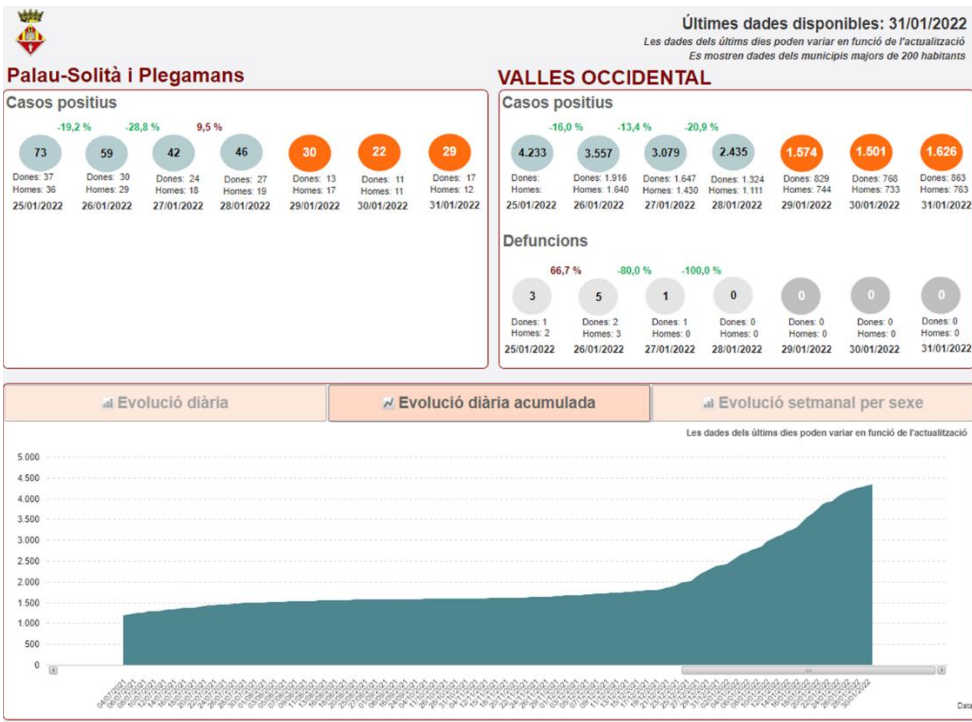 Últimes dades disponibles: 31/01/2022
Les dades dels últims dies poden variar en funció de l'actualització
Es mostren dades dels municipis majors de 200 habitants
Palau-Solità i Plegamans
Casos positius
-19,2 % -28,8 % 9,5 %
73 59 42 46 30 22 29
Dones: 37 Dones: 30 Dones: 24 Dones: 27 Dones: 13 Dones: 11 Dones: 17
Homes: 36 Homes: 29 Homes: 18 Homes: 19 Homes: 17 Homes: 11 Homes: 12
25/01/2022 26/01/2022 27/01/2022 28/01/2022 29/01/2022 30/01/2022 31/01/2022
VALLES OCCIDENTAL
Casos positius
-16,0 % -13,4 % -20,9 %
4.233 3.557 3.079 2.435 1.574 1.501 1.626
Dones: Dones: 1.916 Dones: 1.647 Dones: 1.324 Dones: 829 Dones: 768 Dones: 863
Homes: Homes: 1.640 Homes: 1.430 Homes: 1.111 Homes: 744 Homes: 733 Homes: 763
25/01/2022 26/01/2022 27/01/2022 28/01/2022 29/01/2022 30/01/2022 31/01/2022
Defuncions
66,7 % -80,0 % -100,0 %
3 5 1 0 0 0 0
Dones: 1 Dones: 2 Dones: 1 Dones: 0 Dones: 0 Dones: 0 Dones: 0
Homes: 2 Homes: 3 Homes: 0 Homes: 0 Homes: 0 Homes: 0 Homes: 0
25/01/2022 26/01/2022 27/01/2022 28/01/2022 29/01/2022 30/01/2022 31/01/2022
Evolució diària
Evolució diària acumulada
Evolució setmanal per sexe
Les dades dels últims dies poden variar en funció de l'actualització
5.000
4.500
4.000
3.500
3.000
2.500
2.000
1.500
1.000
500
0
Data